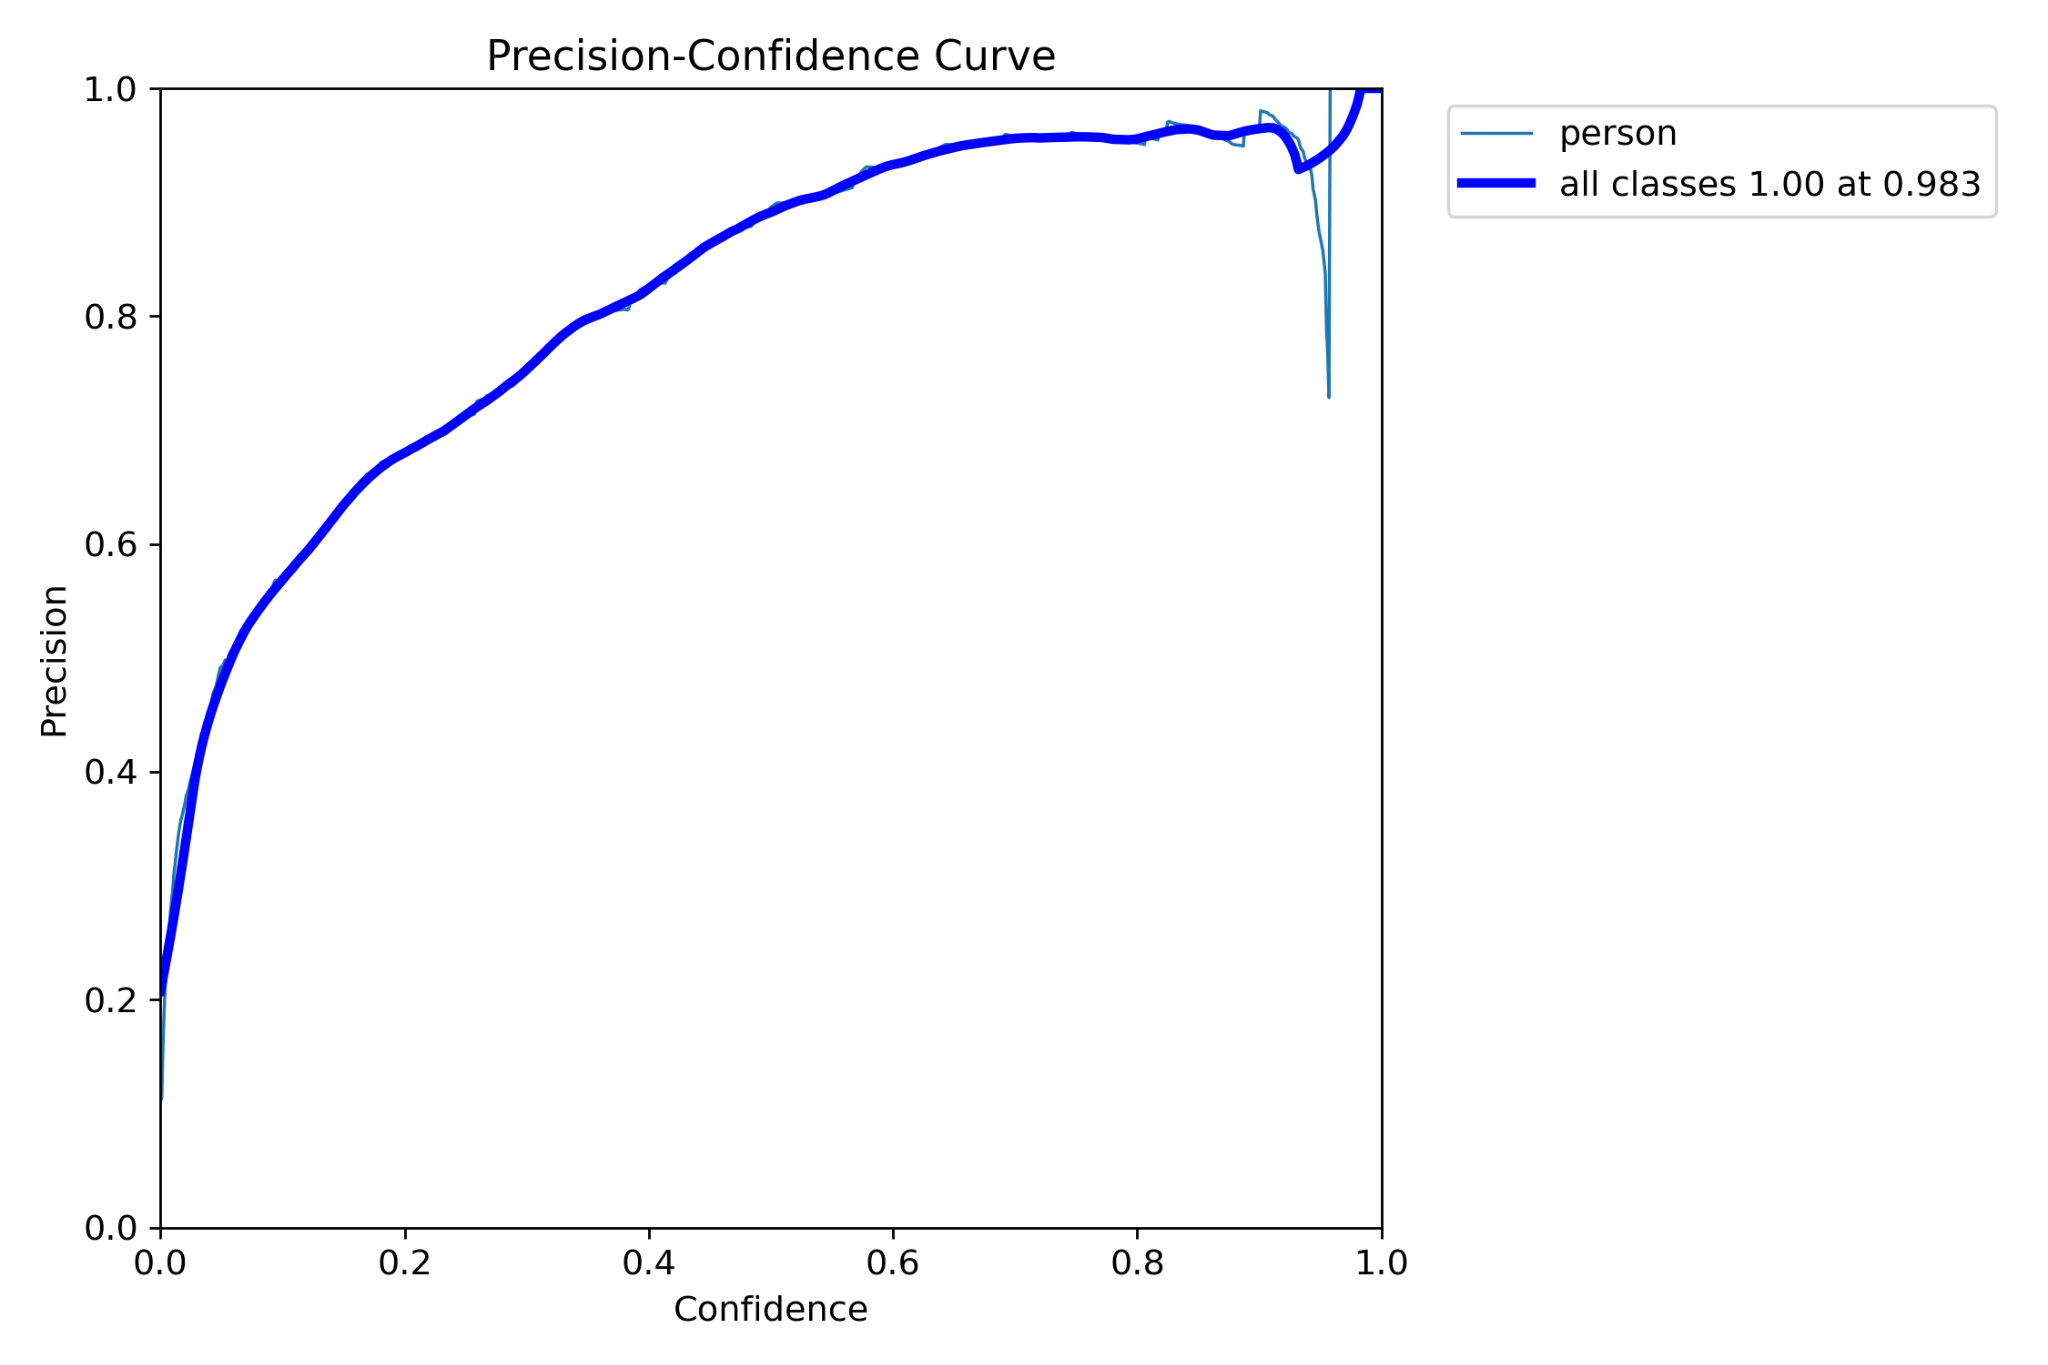 Precision-Confidence Curve
person
all classes 1.00 at 0.983
1.0
0.8
0.6
0.4
0.2
0.0
Precision
0.0 0.2 0.4 0.6 0.8 1.0
Confidence